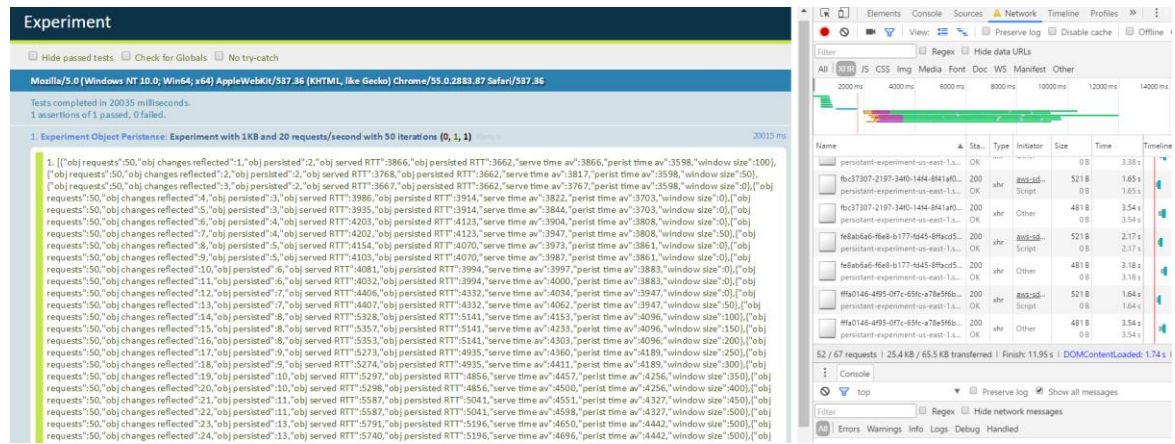 Experiment
Hide passed tests Check for Globals No try-catch
Mozilla/5.0 (Windows NT 10.0; Win64; x64) AppleWebKit/537.36 (KHTML, like Gecko) Chrome/55.0.2883.87 Safari/537.36
Tests completed in 20035 milliseconds.
1 assertions of 1 passed, 0 failed.
1. Experiment Object Peristense: Experiment with 1KB and 20 requests/second with 50 iterations (0, 1, 1) 20015 ms
1. [{"obj requests":50,"obj changes reflected":1,"obj persisted":2,"obj served RTT":3866,"obj persisted RTT":3662,"serve time av":3866,"perist time av":3598,"window size":100},
{"obj requests":50,"obj changes reflected":2,"obj persisted":2,"obj served RTT":3768,"obj persisted RTT":3662,"serve time av":3817,"perist time av":3598,"window size":50},
{"obj requests":50,"obj changes reflected":3,"obj persisted":2,"obj served RTT":3667,"obj persisted RTT":3662,"serve time av":3767,"perist time av":3598,"window size":0},{"obj
requests":50,"obj changes reflected":4,"obj persisted":3,"obj served RTT":3986,"obj persisted RTT":3914,"serve time av":3822,"perist time av":3703,"window size":0},{"obj
requests":50,"obj changes reflected":5,"obj persisted":3,"obj served RTT":3935,"obj persisted RTT":3914,"serve time av":3844,"perist time av":3703,"window size":0},{"obj
requests":50,"obj changes reflected":6,"obj persisted":4,"obj served RTT":4203,"obj persisted RTT":4123,"serve time av":3904,"perist time av":3808,"window size":0},{"obj
requests":50,"obj changes reflected":7,"obj persisted":4,"obj served RTT":4202,"obj persisted RTT":4123,"serve time av":3947,"perist time av":3808,"window size":50},{"obj
requests":50,"obj changes reflected":8,"obj persisted":5,"obj served RTT":4154,"obj persisted RTT":4070,"serve time av":3973,"perist time av":3861,"window size":0},{"obj
requests":50,"obj changes reflected":9,"obj persisted":5,"obj served RTT":4103,"obj persisted RTT":4070,"serve time av":3987,"perist time av":3861,"window size":0},{"obj
requests":50,"obj changes reflected":10,"obj persisted":6,"obj served RTT":4081,"obj persisted RTT":3994,"serve time av":3997,"perist time av":3883,"window size":0},{"obj
requests":50,"obj changes reflected":11,"obj persisted":6,"obj served RTT":4032,"obj persisted RTT":3994,"serve time av":4000,"perist time av":3883,"window size":0},{"obj
requests":50,"obj changes reflected":12,"obj persisted":7,"obj served RTT":4406,"obj persisted RTT":4332,"serve time av":4034,"perist time av":3947,"window size":0},{"obj
requests":50,"obj changes reflected":13,"obj persisted":7,"obj served RTT":4407,"obj persisted RTT":4332,"serve time av":4062,"perist time av":3947,"window size":50},{"obj
requests":50,"obj changes reflected":14,"obj persisted":8,"obj served RTT":5328,"obj persisted RTT":5141,"serve time av":4153,"perist time av":4096,"window size":100},{"obj
requests":50,"obj changes reflected":15,"obj persisted":8,"obj served RTT":5357,"obj persisted RTT":5141,"serve time av":4233,"perist time av":4096,"window size":150},{"obj
requests":50,"obj changes reflected":16,"obj persisted":8,"obj served RTT":5353,"obj persisted RTT":5141,"serve time av":4303,"perist time av":4096,"window size":200},{"obj
requests":50,"obj changes reflected":17,"obj persisted":9,"obj served RTT":5273,"obj persisted RTT":4935,"serve time av":4360,"perist time av":4189,"window size":250},{"obj
requests":50,"obj changes reflected":18,"obj persisted":9,"obj served RTT":5274,"obj persisted RTT":4935,"serve time av":4411,"perist time av":4189,"window size":300},{"obj
requests":50,"obj changes reflected":19,"obj persisted":10,"obj served RTT":5297,"obj persisted RTT":4856,"serve time av":4457,"perist time av":4256,"window size":350},{"obj
requests":50,"obj changes reflected":20,"obj persisted":10,"obj served RTT":5298,"obj persisted RTT":4856,"serve time av":4500,"perist time av":4256,"window size":400},{"obj
requests":50,"obj changes reflected":21,"obj persisted":11,"obj served RTT":5587,"obj persisted RTT":5041,"serve time av":4551,"perist time av":4327,"window size":450},{"obj
requests":50,"obj changes reflected":22,"obj persisted":11,"obj served RTT":5587,"obj persisted RTT":5041,"serve time av":4598,"perist time av":4327,"window size":500},{"obj
requests":50,"obj changes reflected":23,"obj persisted":13,"obj served RTT":5791,"obj persisted RTT":5196,"serve time av":4650,"perist time av":4442,"window size":500},{"obj
requests":50,"obj changes reflected":24,"obj persisted":13,"obj served RTT":5740,"obj persisted RTT":5196,"serve time av":4696,"perist time av":4442,"window size":500},{"obj
Elements Console Sources Network Timeline Profiles »
View: Preserve log Disable cache Offline
Filter Regex Hide data URLs
All XHR JS CSS Img Media Font Doc WS Manifest Other
2000 ms 4000 ms 6000 ms 8000 ms 10000 ms 12000 ms 14000 ms
Name Sta... Type Initiator Size Time Timeline
persistant-experiment-us-east-1.s... OK Script 0 B 3.38 s
fbc37307-2197-34f0-14f4-8f41af0... 200 xhr aws-sd... 521 B 1.65 s
persistant-experiment-us-east-1.s... OK Script 0 B 1.65 s
fbc37307-2197-34f0-14f4-8f41af0... 200 xhr Other 481 B 3.54 s
persistant-experiment-us-east-1.s... OK 0 B 3.54 s
fe8ab6a6-f6e8-b177-fd45-8ffacd5... 200 xhr aws-sd... 521 B 2.17 s
persistant-experiment-us-east-1.s... OK Script 0 B 2.17 s
fe8ab6a6-f6e8-b177-fd45-8ffacd5... 200 xhr Other 481 B 3.18 s
persistant-experiment-us-east-1.s... OK 0 B 3.18 s
fffa0146-4f95-0f7c-65fc-a78e5f6b... 200 xhr aws-sd... 521 B 1.64 s
persistant-experiment-us-east-1.s... OK Script 0 B 1.64 s
fffa0146-4f95-0f7c-65fc-a78e5f6b... 200 xhr Other 481 B 3.54 s
persistant-experiment-us-east-1.s... OK 0 B 3.54 s
52 / 67 requests | 25.4 KB / 65.5 KB transferred | Finish: 11.95 s | DOMContentLoaded: 1.74 s
Console
top Preserve log Show all messages
Filter Regex Hide network messages
All Errors Warnings Info Logs Debug Handled